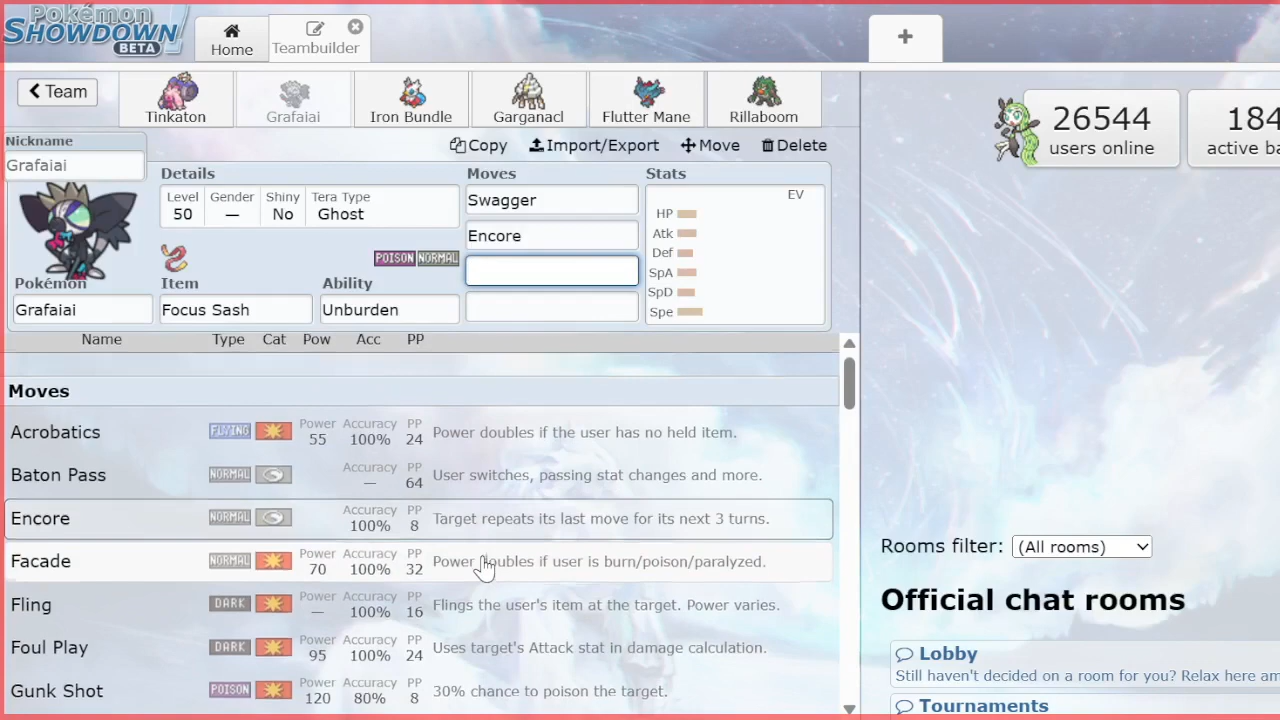 Pokémon
SHOWDOWN!
BETA
Home
Teambuilder
+
Team
Tinkaton
Grafaiai
Iron Bundle
Garganacl
Flutter Mane
Rillaboom
Nickname
Grafaiai
Copy
Import/Export
Move
Delete
Details
Level
50
Gender
—
Shiny
No
Tera Type
Ghost
POISON NORMAL
Pokémon
Grafaiai
Item
Focus Sash
Ability
Unburden
Moves
Swagger
Encore
Stats
EV
HP
Atk
Def
SpA
SpD
Spe
Name Type Cat Pow Acc PP
Moves
Acrobatics FLYING Power 55 Accuracy 100% PP 24 Power doubles if the user has no held item.
Baton Pass NORMAL Accuracy — PP 64 User switches, passing stat changes and more.
Encore NORMAL Accuracy 100% PP 8 Target repeats its last move for its next 3 turns.
Facade NORMAL Power 70 Accuracy 100% PP 32 Power doubles if user is burn/poison/paralyzed.
Fling DARK Power — Accuracy 100% PP 16 Flings the user's item at the target. Power varies.
Foul Play DARK Power 95 Accuracy 100% PP 24 Uses target's Attack stat in damage calculation.
Gunk Shot POISON Power 120 Accuracy 80% PP 8 30% chance to poison the target.
26544
users online
184
active ba
Rooms filter: (All rooms)
Official chat rooms
Lobby
Still haven't decided on a room for you? Relax here am
Tournaments